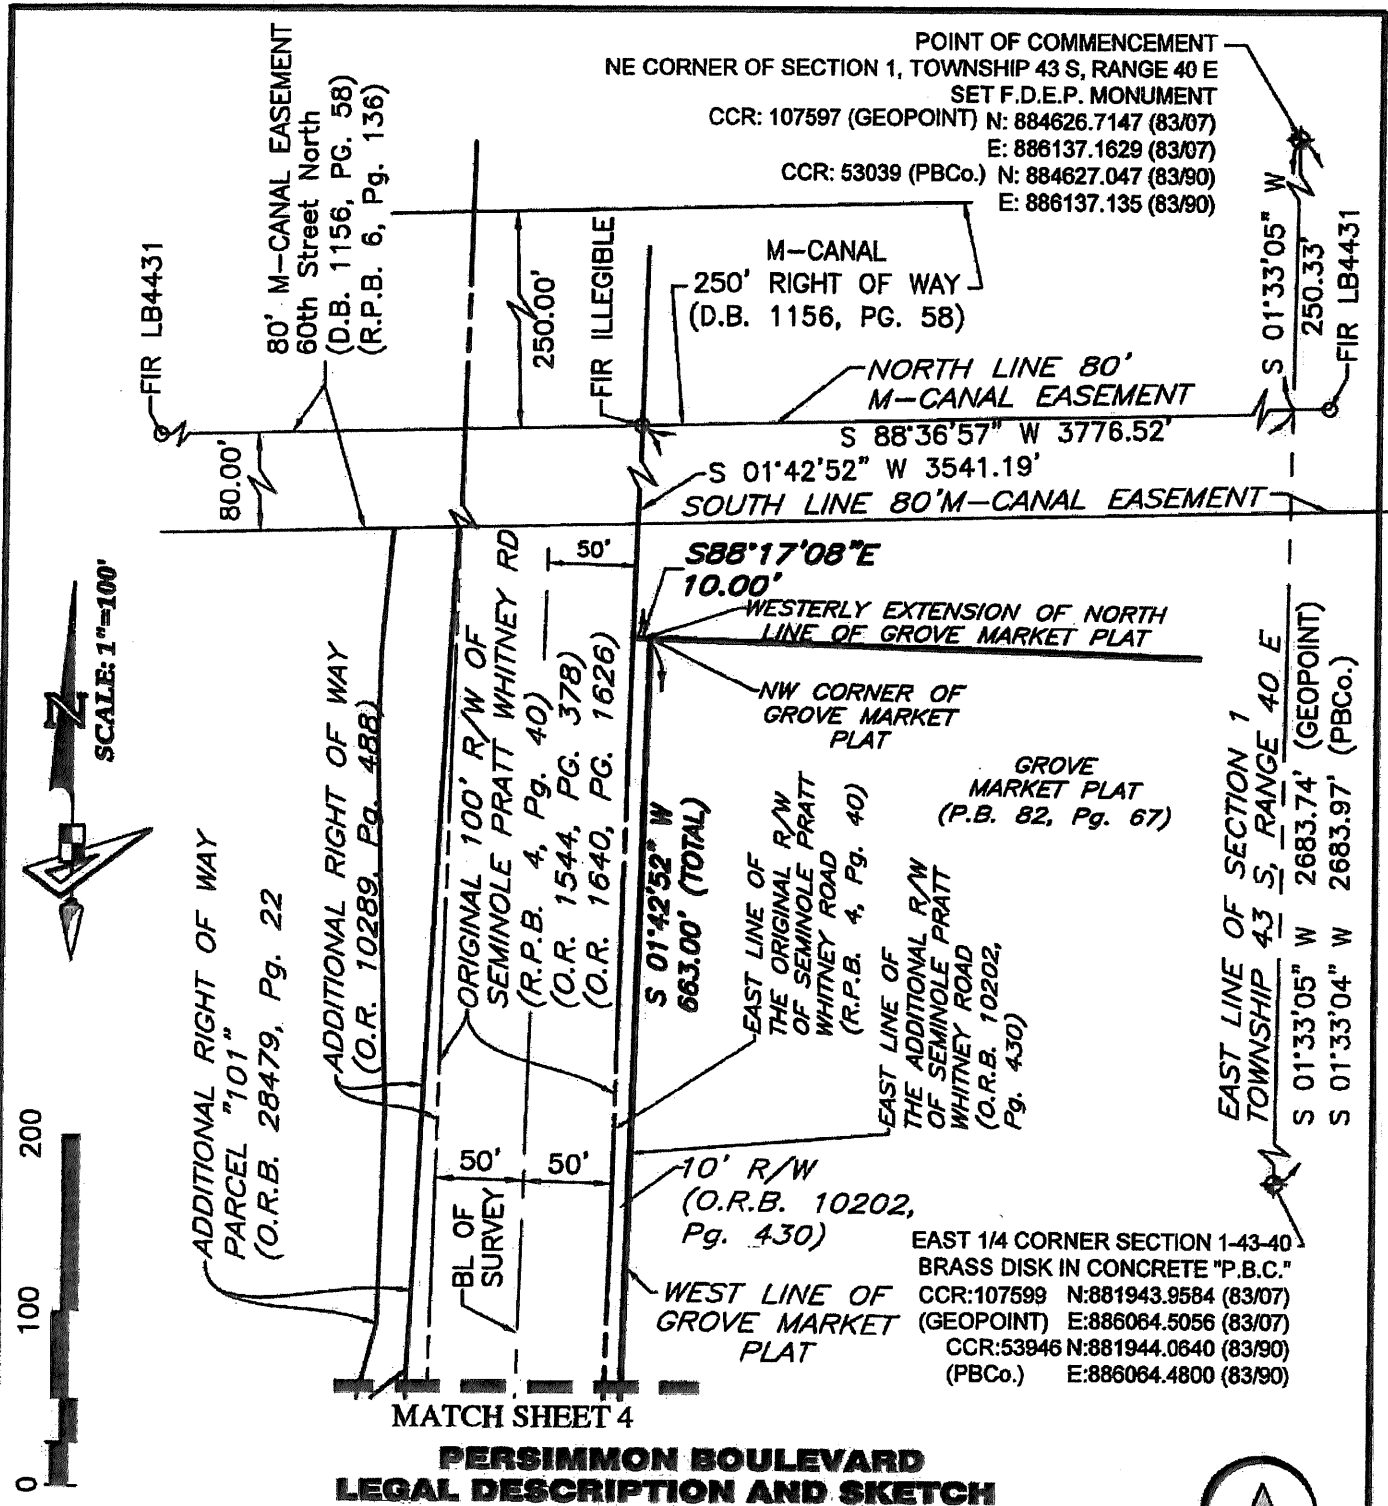 POINT OF COMMENCEMENT
NE CORNER OF SECTION 1, TOWNSHIP 43 S, RANGE 40 E
SET F.D.E.P. MONUMENT
CCR: 107597 (GEOPOINT) N: 884626.7147 (83/07)
E: 886137.1629 (83/07)
CCR: 53039 (PBCo.) N: 884627.047 (83/90)
E: 886137.135 (83/90)
80' M-CANAL EASEMENT
60th Street North
(D.B. 1156, PG. 58)
(R.P.B. 6, Pg. 136)
FIR LB4431
250.00'
FIR ILLEGIBLE
M-CANAL
250' RIGHT OF WAY
(D.B. 1156, PG. 58)
S 01°33'05" W
250.33'
FIR LB4431
NORTH LINE 80'
M-CANAL EASEMENT
S 88°36'57" W 3776.52'
80.00'
S 01°42'52" W 3541.19'
SOUTH LINE 80'M-CANAL EASEMENT
50'
S88°17'08"E
10.00'
WESTERLY EXTENSION OF NORTH
LINE OF GROVE MARKET PLAT
NW CORNER OF
GROVE MARKET
PLAT
GROVE
MARKET PLAT
(P.B. 82, Pg. 67)
N
SCALE: 1"=100'
ADDITIONAL RIGHT OF WAY
PARCEL "101"
(O.R.B. 28479, Pg. 22
ADDITIONAL RIGHT OF WAY
(O.R. 10289, Pg. 488)
ORIGINAL 100' R/W OF
SEMINOLE PRATT WHITNEY RD
(R.P.B. 4, Pg. 40)
(O.R. 1544, PG. 378)
(O.R. 1640, PG. 1626)
S 01°42'52" W
663.00' (TOTAL)
EAST LINE OF
THE ORIGINAL R/W
OF SEMINOLE PRATT
WHITNEY ROAD
(R.P.B. 4, Pg. 40)
EAST LINE OF
THE ADDITIONAL R/W
OF SEMINOLE PRATT
WHITNEY ROAD
(O.R.B. 10202,
Pg. 430)
EAST LINE OF SECTION 1
TOWNSHIP 43 S, RANGE 40 E
S 01°33'05" W 2683.74' (GEOPOINT)
S 01°33'04" W 2683.97' (PBCo.)
50'
50'
BL OF
SURVEY
10' R/W
(O.R.B. 10202,
Pg. 430)
WEST LINE OF
GROVE MARKET
PLAT
EAST 1/4 CORNER SECTION 1-43-40
BRASS DISK IN CONCRETE "P.B.C."
CCR:107599 N:881943.9584 (83/07)
(GEOPOINT) E:886064.5056 (83/07)
CCR:53946 N:881944.0640 (83/90)
(PBCo.) E:886064.4800 (83/90)
200
100
0
MATCH SHEET 4
PERSIMMON BOULEVARD
LEGAL DESCRIPTION AND SKETCH